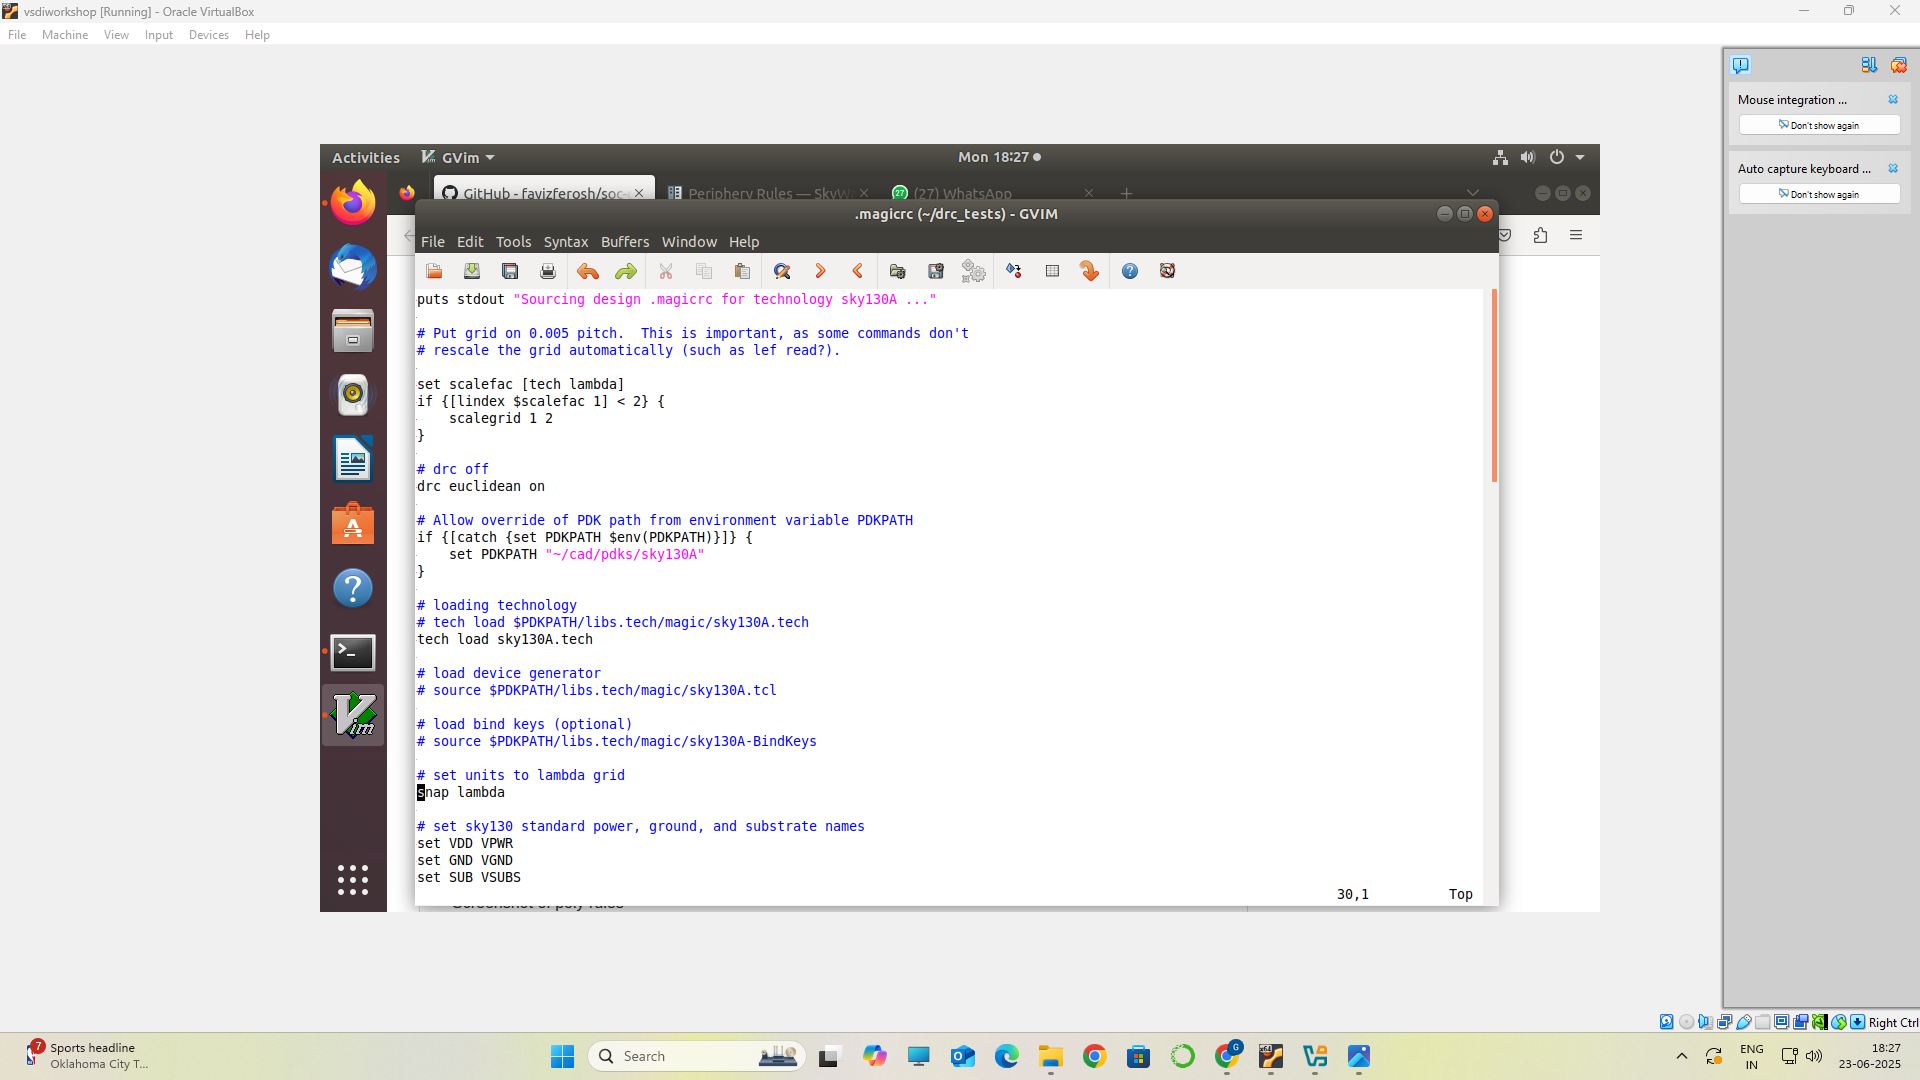 vsdiworkshop [Running] - Oracle VirtualBox
File Machine View Input Devices Help
Mouse integration ...
Don't show again
Auto capture keyboard ...
Don't show again
Activities GVim Mon 18:27
GitHub - fayizferosh/soc- Periphery Rules — SkyW (27) WhatsApp
.magicrc (~/drc_tests) - GVIM
File Edit Tools Syntax Buffers Window Help
puts stdout "Sourcing design .magicrc for technology sky130A ..."
# Put grid on 0.005 pitch.  This is important, as some commands don't
# rescale the grid automatically (such as lef read?).
set scalefac [tech lambda]
if {[lindex $scalefac 1] < 2} {
    scalegrid 1 2
}
# drc off
drc euclidean on
# Allow override of PDK path from environment variable PDKPATH
if {[catch {set PDKPATH $env(PDKPATH)}]} {
    set PDKPATH "~/cad/pdks/sky130A"
}
# loading technology
# tech load $PDKPATH/libs.tech/magic/sky130A.tech
tech load sky130A.tech
# load device generator
# source $PDKPATH/libs.tech/magic/sky130A.tcl
# load bind keys (optional)
# source $PDKPATH/libs.tech/magic/sky130A-BindKeys
# set units to lambda grid
snap lambda
# set sky130 standard power, ground, and substrate names
set VDD VPWR
set GND VGND
set SUB VSUBS
30,1 Top
Screenshot of poly rules
Right Ctrl
7
Sports headline
Oklahoma City T...
Search
ENG
IN
18:27
23-06-2025